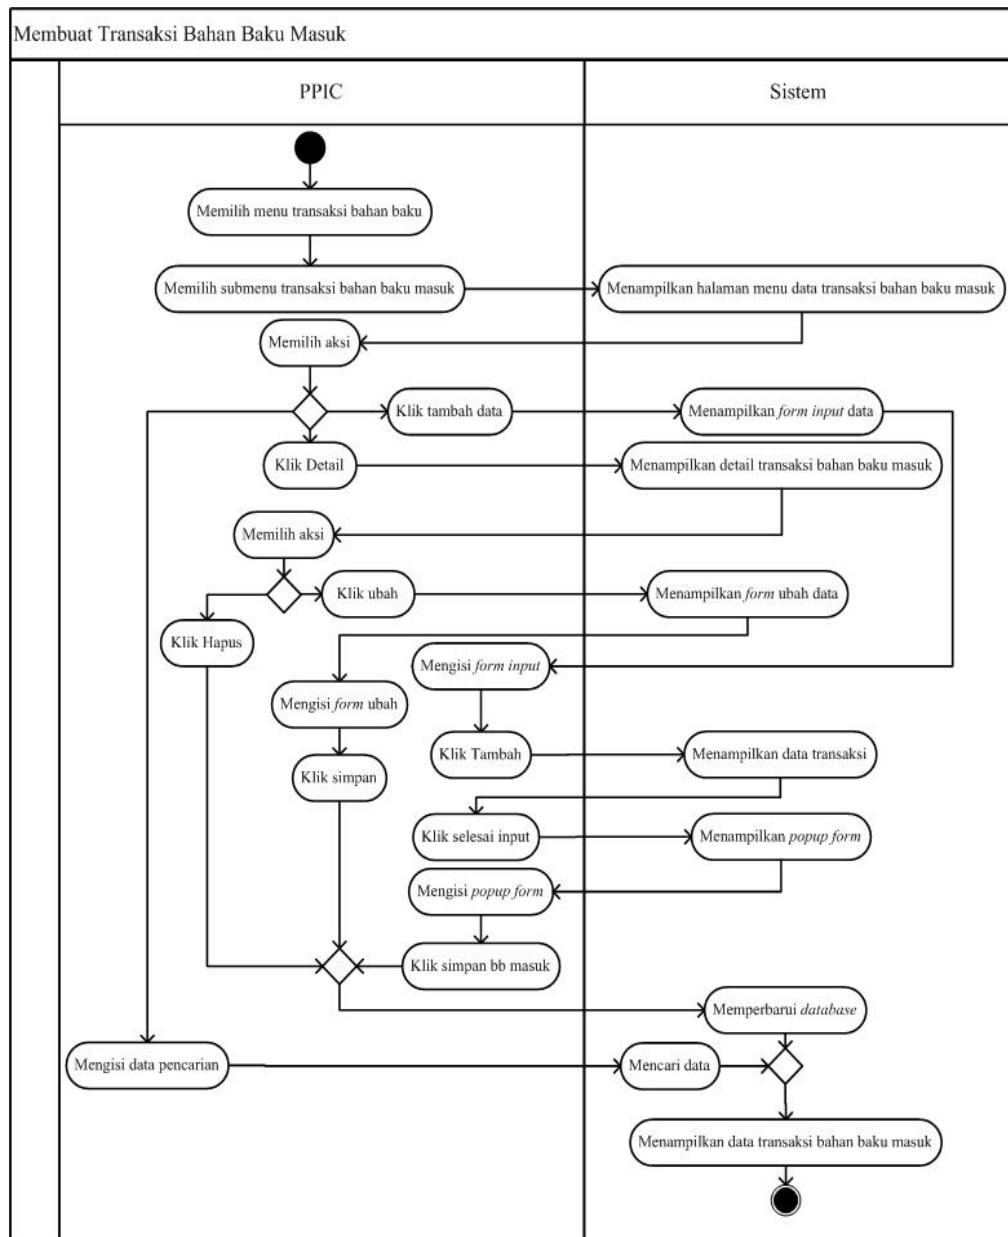 Membuat Transaksi Bahan Baku Masuk
PPIC
Sistem
Memilih menu transaksi bahan baku
Memilih submenu transaksi bahan baku masuk
Menampilkan halaman menu data transaksi bahan baku masuk
Memilih aksi
Klik tambah data
Menampilkan form input data
Klik Detail
Menampilkan detail transaksi bahan baku masuk
Memilih aksi
Klik ubah
Menampilkan form ubah data
Klik Hapus
Mengisi form input
Mengisi form ubah
Klik Tambah
Menampilkan data transaksi
Klik simpan
Klik selesai input
Menampilkan popup form
Mengisi popup form
Klik simpan bb masuk
Memperbarui database
Mengisi data pencarian
Mencari data
Menampilkan data transaksi bahan baku masuk